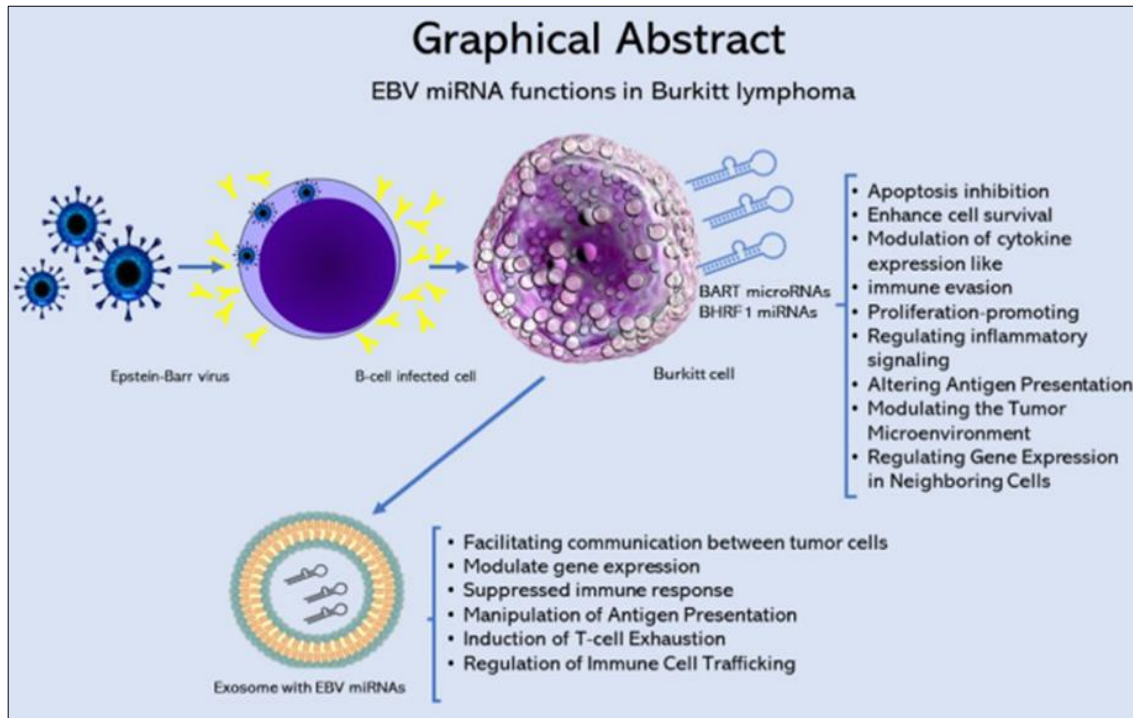 Graphical Abstract
EBV miRNA functions in Burkitt lymphoma
Epstein-Barr virus
B-cell infected cell
Burkitt cell
BART microRNAs
BHRF1 miRNAs
• Apoptosis inhibition
• Enhance cell survival
• Modulation of cytokine
expression like
• immune evasion
• Proliferation-promoting
• Regulating inflammatory
signaling
• Altering Antigen Presentation
• Modulating the Tumor
Microenvironment
• Regulating Gene Expression
in Neighboring Cells
Exosome with EBV miRNAs
• Facilitating communication between tumor cells
• Modulate gene expression
• Suppressed immune response
• Manipulation of Antigen Presentation
• Induction of T-cell Exhaustion
• Regulation of Immune Cell Trafficking